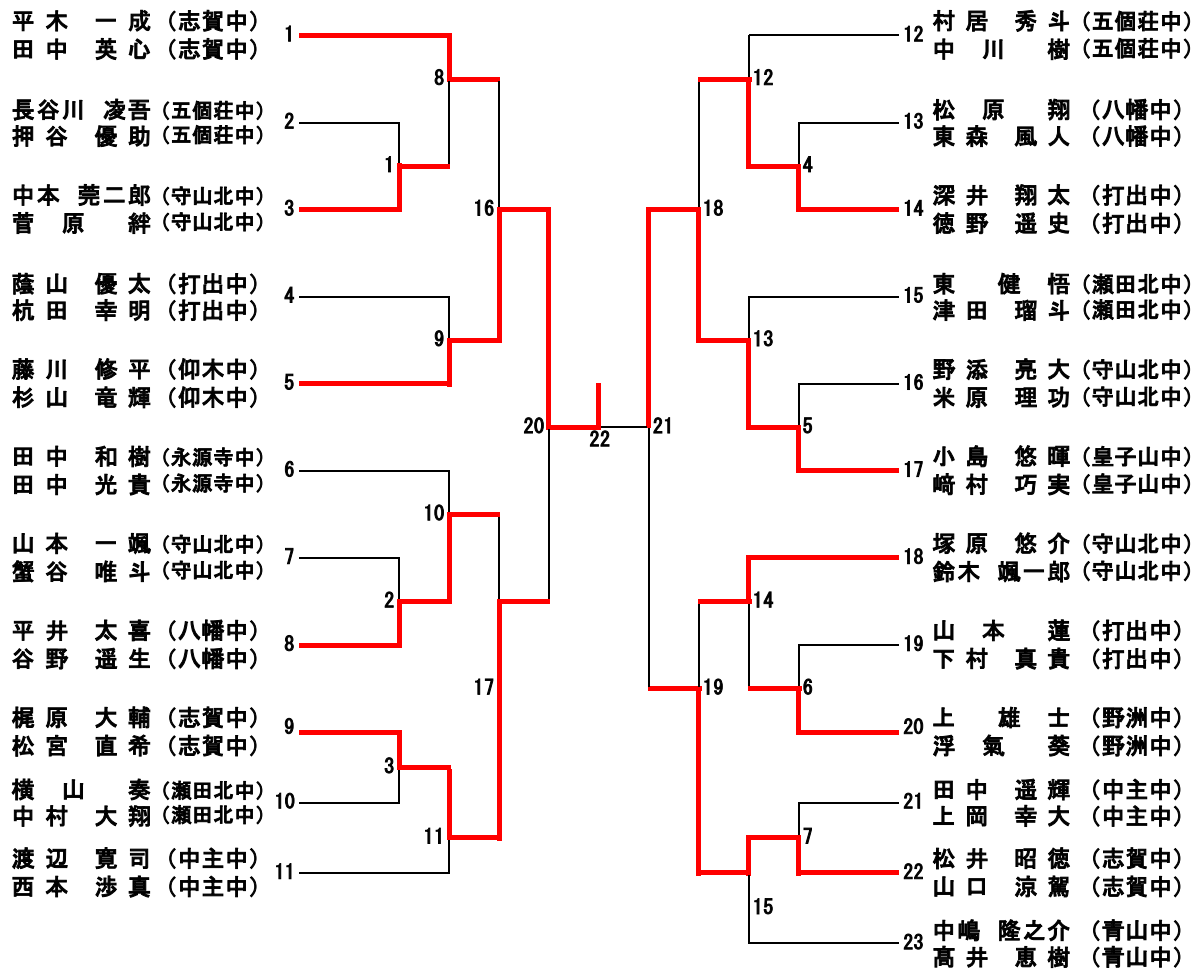 平木 一成 (志賀中)
1
田中 英心 (志賀中)
8
長谷川 凌吾 (五個荘中)
2
押谷 優助 (五個荘中)
1
中本 莞二郎 (守山北中)
3
菅原 絆 (守山北中)
16
蔭山 優太 (打出中)
4
杭田 幸明 (打出中)
9
藤川 修平 (仰木中)
5
杉山 竜輝 (仰木中)
20
22
田中 和樹 (永源寺中)
6
田中 光貴 (永源寺中)
10
山本 一颯 (守山北中)
7
蟹谷 唯斗 (守山北中)
2
平井 太喜 (八幡中)
8
谷野 遥生 (八幡中)
17
梶原 大輔 (志賀中)
9
松宮 直希 (志賀中)
3
横山 奏 (瀬田北中)
10
中村 大翔 (瀬田北中)
11
渡辺 寛司 (中主中)
11
西本 渉真 (中主中)
12
村居 秀斗 (五個荘中)
中川 樹 (五個荘中)
12
13
松原 翔 (八幡中)
東森 風人 (八幡中)
4
14
深井 翔太 (打出中)
徳野 遥史 (打出中)
18
15
東 健悟 (瀬田北中)
津田 瑠斗 (瀬田北中)
13
16
野添 亮大 (守山北中)
米原 理功 (守山北中)
5
21
17
小島 悠暉 (皇子山中)
﨑村 巧実 (皇子山中)
18
塚原 悠介 (守山北中)
鈴木 颯一郎 (守山北中)
14
19
山本 蓮 (打出中)
下村 真貴 (打出中)
6
19
20
上 雄士 (野洲中)
浮氣 葵 (野洲中)
21
田中 遥輝 (中主中)
上岡 幸大 (中主中)
7
22
松井 昭徳 (志賀中)
山口 涼駕 (志賀中)
15
23
中嶋 隆之介 (青山中)
髙井 恵樹 (青山中)